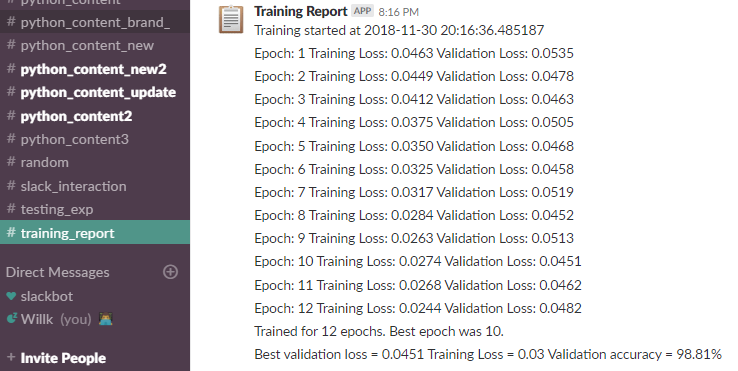 # python_content
# python_content_brand_
# python_content_new
# python_content_new2
# python_content_update
# python_content2
# python_content3
# random
# slack_interaction
# testing_exp
# training_report
Direct Messages
slackbot
Willk (you)
+ Invite People
Training Report APP 8:16 PM
Training started at 2018-11-30 20:16:36.485187
Epoch: 1 Training Loss: 0.0463 Validation Loss: 0.0535
Epoch: 2 Training Loss: 0.0449 Validation Loss: 0.0478
Epoch: 3 Training Loss: 0.0412 Validation Loss: 0.0463
Epoch: 4 Training Loss: 0.0375 Validation Loss: 0.0505
Epoch: 5 Training Loss: 0.0350 Validation Loss: 0.0468
Epoch: 6 Training Loss: 0.0325 Validation Loss: 0.0458
Epoch: 7 Training Loss: 0.0317 Validation Loss: 0.0519
Epoch: 8 Training Loss: 0.0284 Validation Loss: 0.0452
Epoch: 9 Training Loss: 0.0263 Validation Loss: 0.0513
Epoch: 10 Training Loss: 0.0274 Validation Loss: 0.0451
Epoch: 11 Training Loss: 0.0268 Validation Loss: 0.0462
Epoch: 12 Training Loss: 0.0244 Validation Loss: 0.0482
Trained for 12 epochs. Best epoch was 10.
Best validation loss = 0.0451 Training Loss = 0.03 Validation accuracy = 98.81%